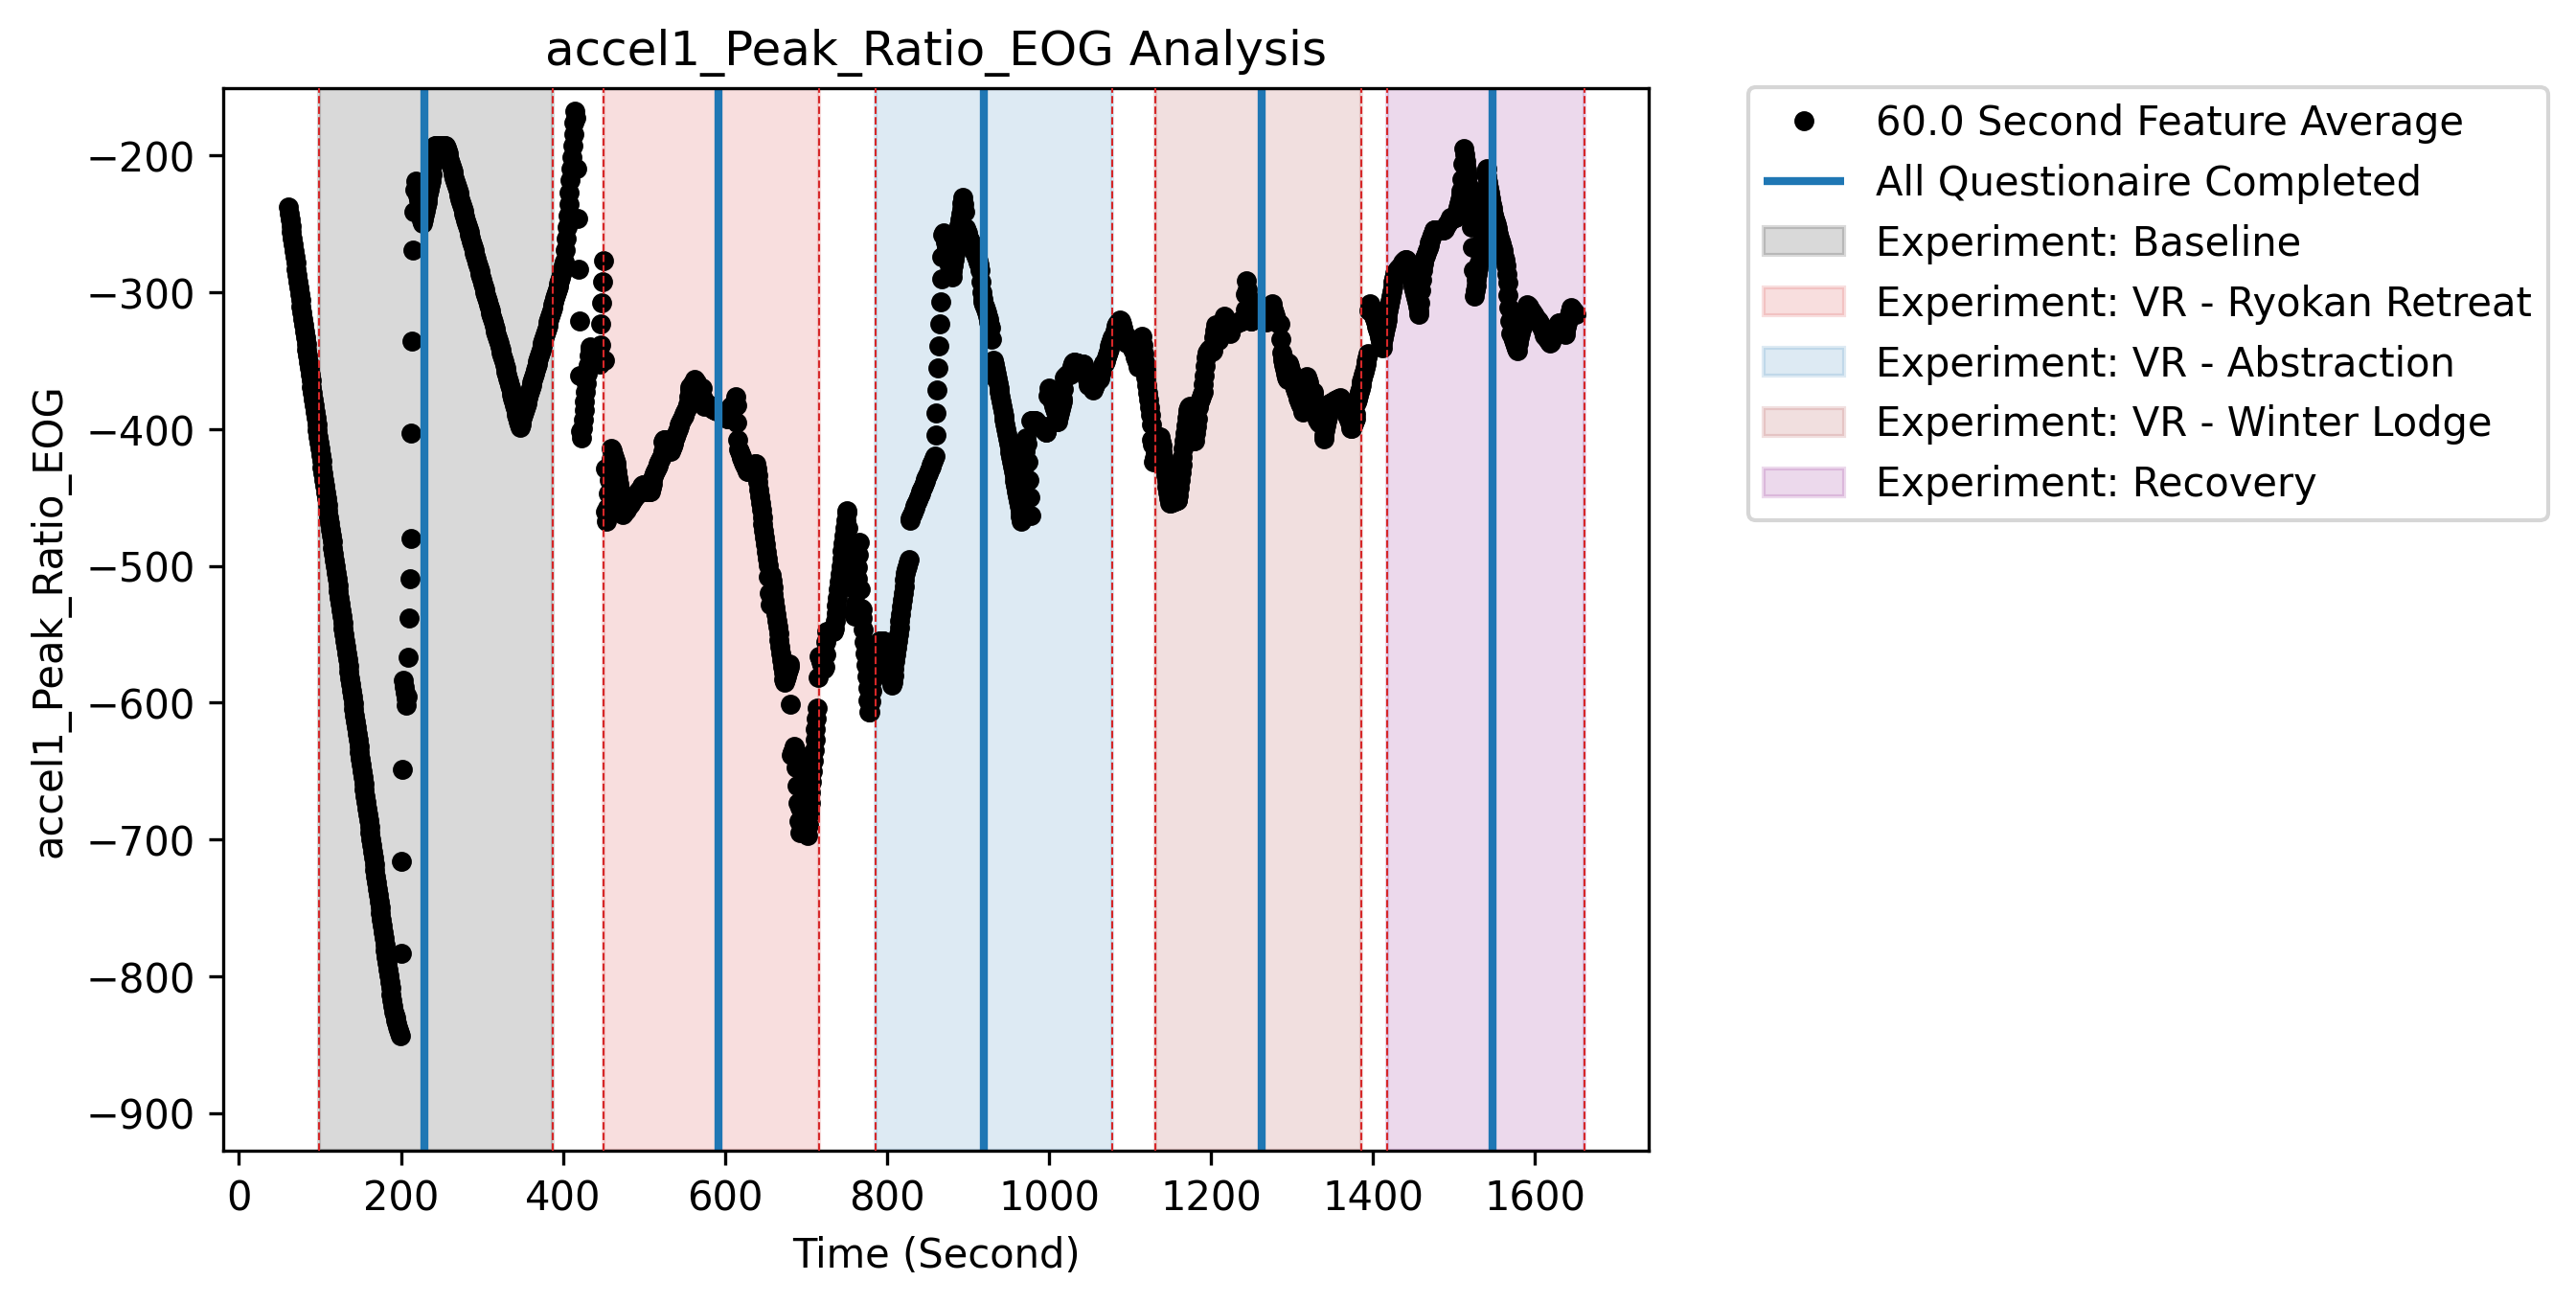 accel1_Peak_Ratio_EOG Analysis
accel1_Peak_Ratio_EOG
−200
−300
−400
−500
−600
−700
−800
−900
0 200 400 600 800 1000 1200 1400 1600
Time (Second)
60.0 Second Feature Average
All Questionaire Completed
Experiment: Baseline
Experiment: VR - Ryokan Retreat
Experiment: VR - Abstraction
Experiment: VR - Winter Lodge
Experiment: Recovery